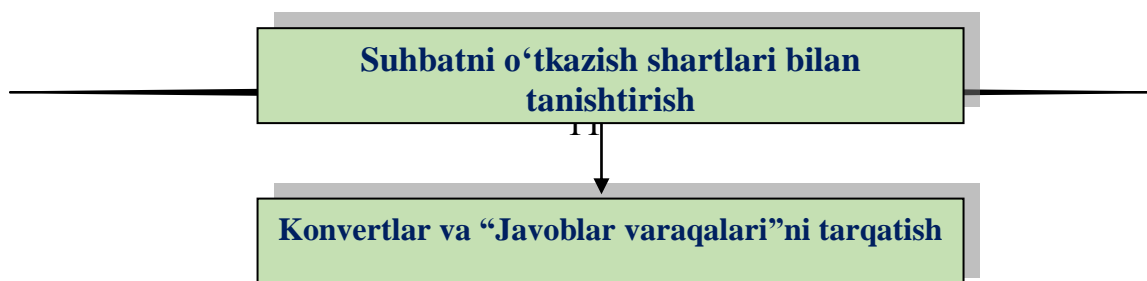 Suhbatni o‘tkazish shartlari bilan
tanishtirish
Konvertlar va “Javoblar varaqalari”ni tarqatish